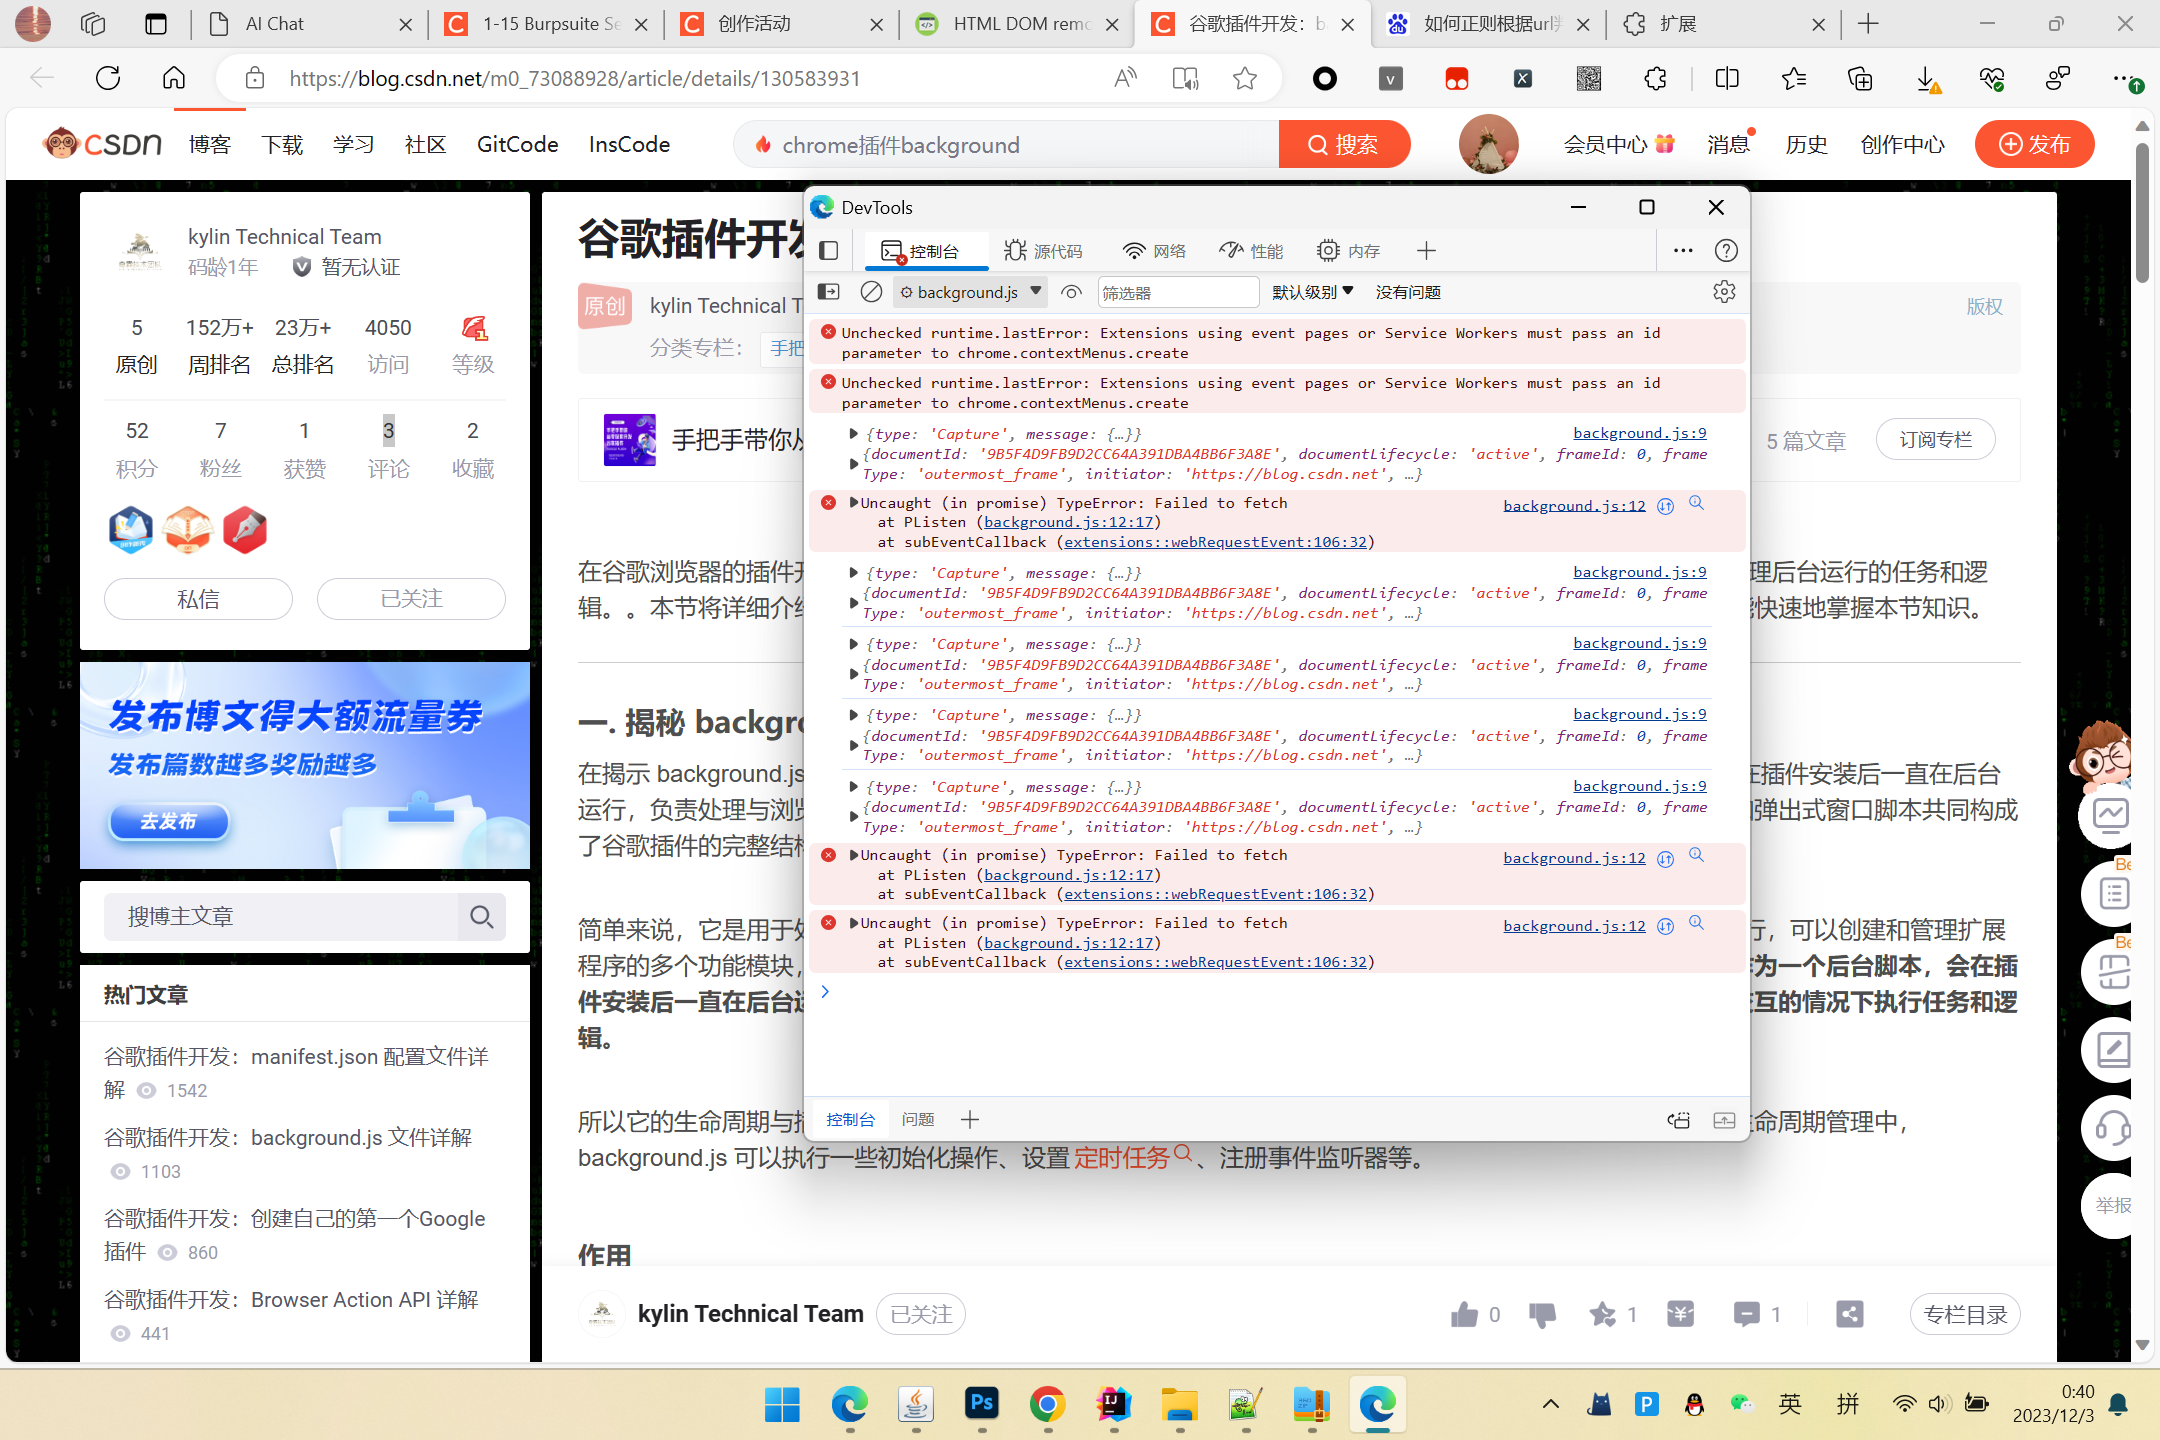 AI Chat
1-15 Burpsuite Se
创作活动
HTML DOM remo
谷歌插件开发：b
如何正则根据url
扩展
https://blog.csdn.net/m0_73088928/article/details/130583931
CSDN
博客
下载
学习
社区
GitCode
InsCode
chrome插件background
搜索
会员中心
消息
历史
创作中心
发布
kylin Technical Team
码龄1年
暂无认证
5
152万+
23万+
4050
原创
周排名
总排名
访问
等级
52
7
1
3
2
积分
粉丝
获赞
评论
收藏
私信
已关注
发布博文得大额流量券
发布篇数越多奖励越多
去发布
搜博主文章
热门文章
谷歌插件开发：manifest.json 配置文件详
解 1542
谷歌插件开发：background.js 文件详解
1103
谷歌插件开发：创建自己的第一个Google
插件 860
谷歌插件开发：Browser Action API 详解
441
谷歌插件开发
原创
kylin Technical T
版权
分类专栏：
手把
手把手带你从
5 篇文章
订阅专栏
在谷歌浏览器的插件开
理后台运行的任务和逻
辑。。本节将详细介绍
快速地掌握本节知识。
一. 揭秘 backgro
在揭示 background.js
在插件安装后一直在后台
运行，负责处理与浏览
弹出式窗口脚本共同构成
了谷歌插件的完整结构
简单来说，它是用于处
行，可以创建和管理扩展
程序的多个功能模块，
为一个后台脚本，会在插
件安装后一直在后台运
互的情况下执行任务和逻
辑。
所以它的生命周期与插
生命周期管理中，
background.js 可以执行一些初始化操作、设置 定时任务 、注册事件监听器等。
作用
kylin Technical Team
已关注
0
1
1
专栏目录
举报
DevTools
控制台
源代码
网络
性能
内存
background.js
筛选器
默认级别
没有问题
Unchecked runtime.lastError: Extensions using event pages or Service Workers must pass an id
parameter to chrome.contextMenus.create
Unchecked runtime.lastError: Extensions using event pages or Service Workers must pass an id
parameter to chrome.contextMenus.create
{type: 'Capture', message: {…}} background.js:9
{documentId: '9B5F4D9FB9D2CC64A391DBA4BB6F3A8E', documentLifecycle: 'active', frameId: 0, frame
Type: 'outermost_frame', initiator: 'https://blog.csdn.net', …}
Uncaught (in promise) TypeError: Failed to fetch background.js:12
at PListen (background.js:12:17)
at subEventCallback (extensions::webRequestEvent:106:32)
{type: 'Capture', message: {…}} background.js:9
{documentId: '9B5F4D9FB9D2CC64A391DBA4BB6F3A8E', documentLifecycle: 'active', frameId: 0, frame
Type: 'outermost_frame', initiator: 'https://blog.csdn.net', …}
{type: 'Capture', message: {…}} background.js:9
{documentId: '9B5F4D9FB9D2CC64A391DBA4BB6F3A8E', documentLifecycle: 'active', frameId: 0, frame
Type: 'outermost_frame', initiator: 'https://blog.csdn.net', …}
{type: 'Capture', message: {…}} background.js:9
{documentId: '9B5F4D9FB9D2CC64A391DBA4BB6F3A8E', documentLifecycle: 'active', frameId: 0, frame
Type: 'outermost_frame', initiator: 'https://blog.csdn.net', …}
{type: 'Capture', message: {…}} background.js:9
{documentId: '9B5F4D9FB9D2CC64A391DBA4BB6F3A8E', documentLifecycle: 'active', frameId: 0, frame
Type: 'outermost_frame', initiator: 'https://blog.csdn.net', …}
Uncaught (in promise) TypeError: Failed to fetch background.js:12
at PListen (background.js:12:17)
at subEventCallback (extensions::webRequestEvent:106:32)
Uncaught (in promise) TypeError: Failed to fetch background.js:12
at PListen (background.js:12:17)
at subEventCallback (extensions::webRequestEvent:106:32)
控制台
问题
英
拼
0:40
2023/12/3